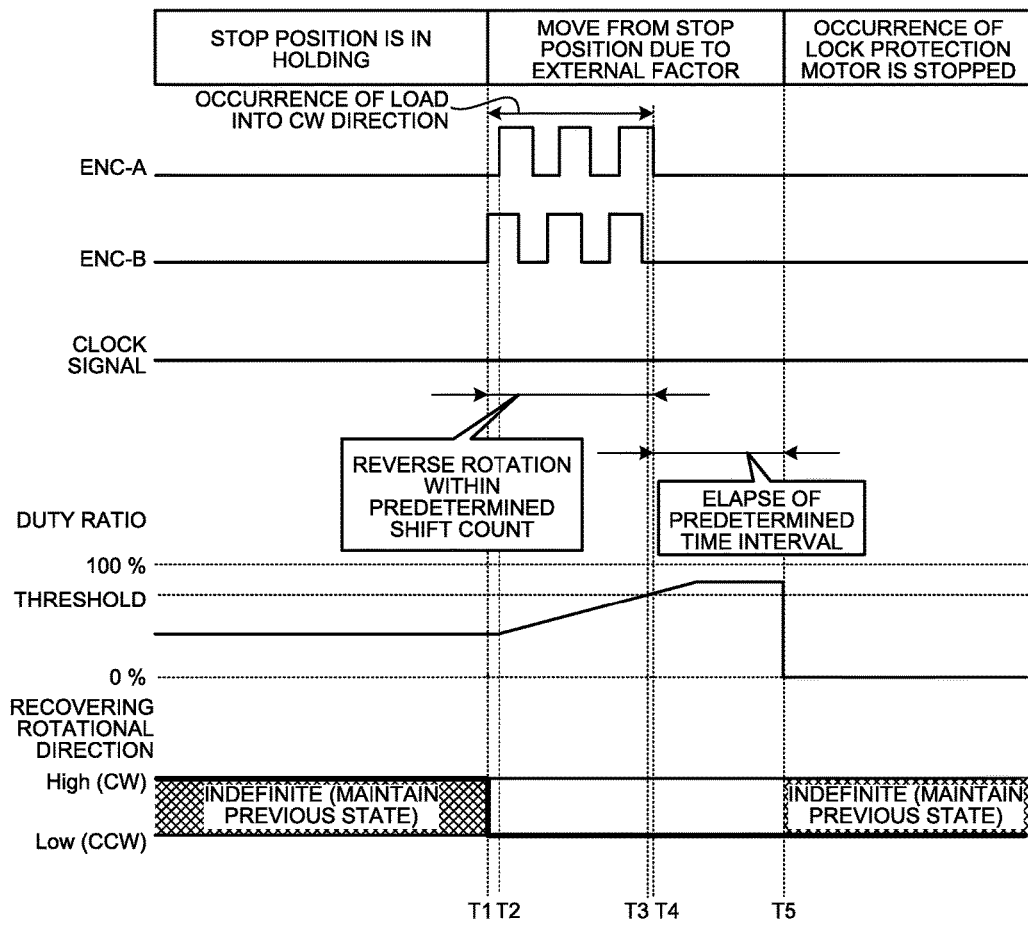 STOP POSITION IS IN
HOLDING
MOVE FROM STOP
POSITION DUE TO
EXTERNAL FACTOR
OCCURRENCE OF
LOCK PROTECTION
MOTOR IS STOPPED
OCCURRENCE OF LOAD
INTO CW DIRECTION
ENC-A
ENC-B
CLOCK
SIGNAL
REVERSE ROTATION
WITHIN
PREDETERMINED
SHIFT COUNT
ELAPSE OF
PREDETERMINED
TIME INTERVAL
DUTY RATIO
100 %
THRESHOLD
0 %
RECOVERING
ROTATIONAL
DIRECTION
High (CW)
INDEFINITE (MAINTAIN
PREVIOUS STATE)
INDEFINITE (MAINTAIN
PREVIOUS STATE)
Low (CCW)
T1 T2 T3 T4 T5